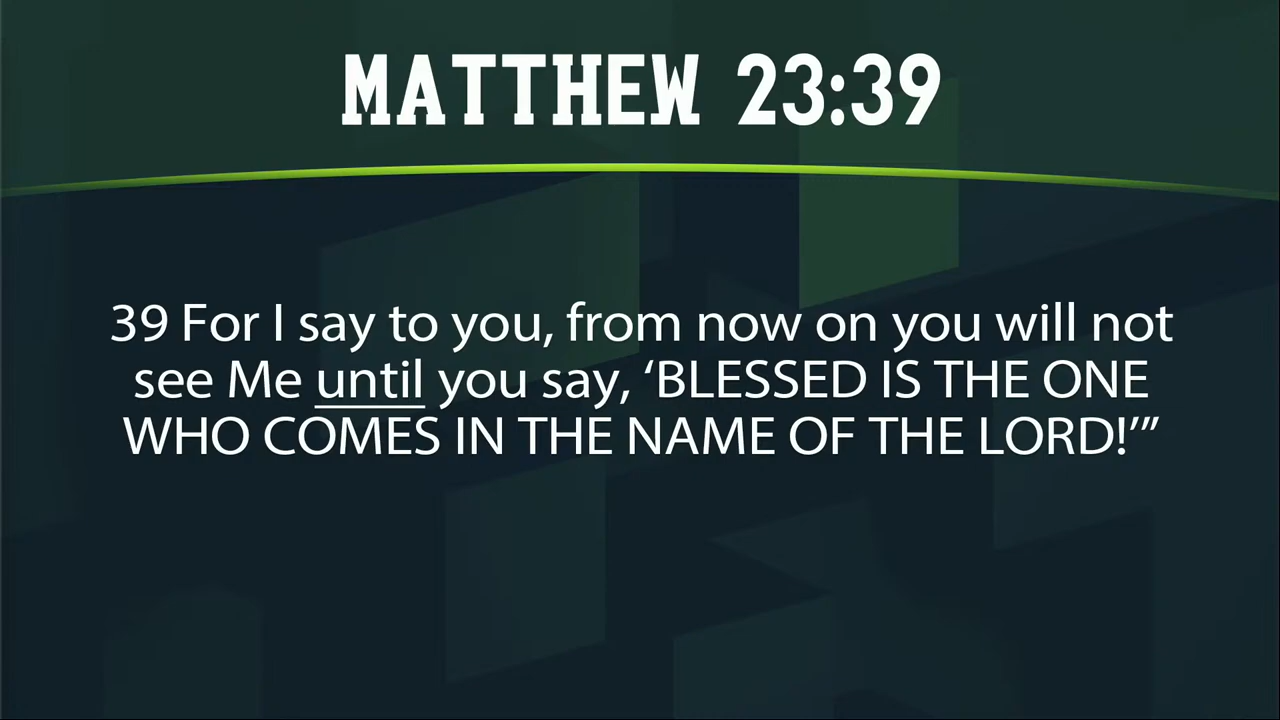 MATTHEW 23:39
39 For I say to you, from now on you will not
see Me until you say, ‘BLESSED IS THE ONE
WHO COMES IN THE NAME OF THE LORD!’”